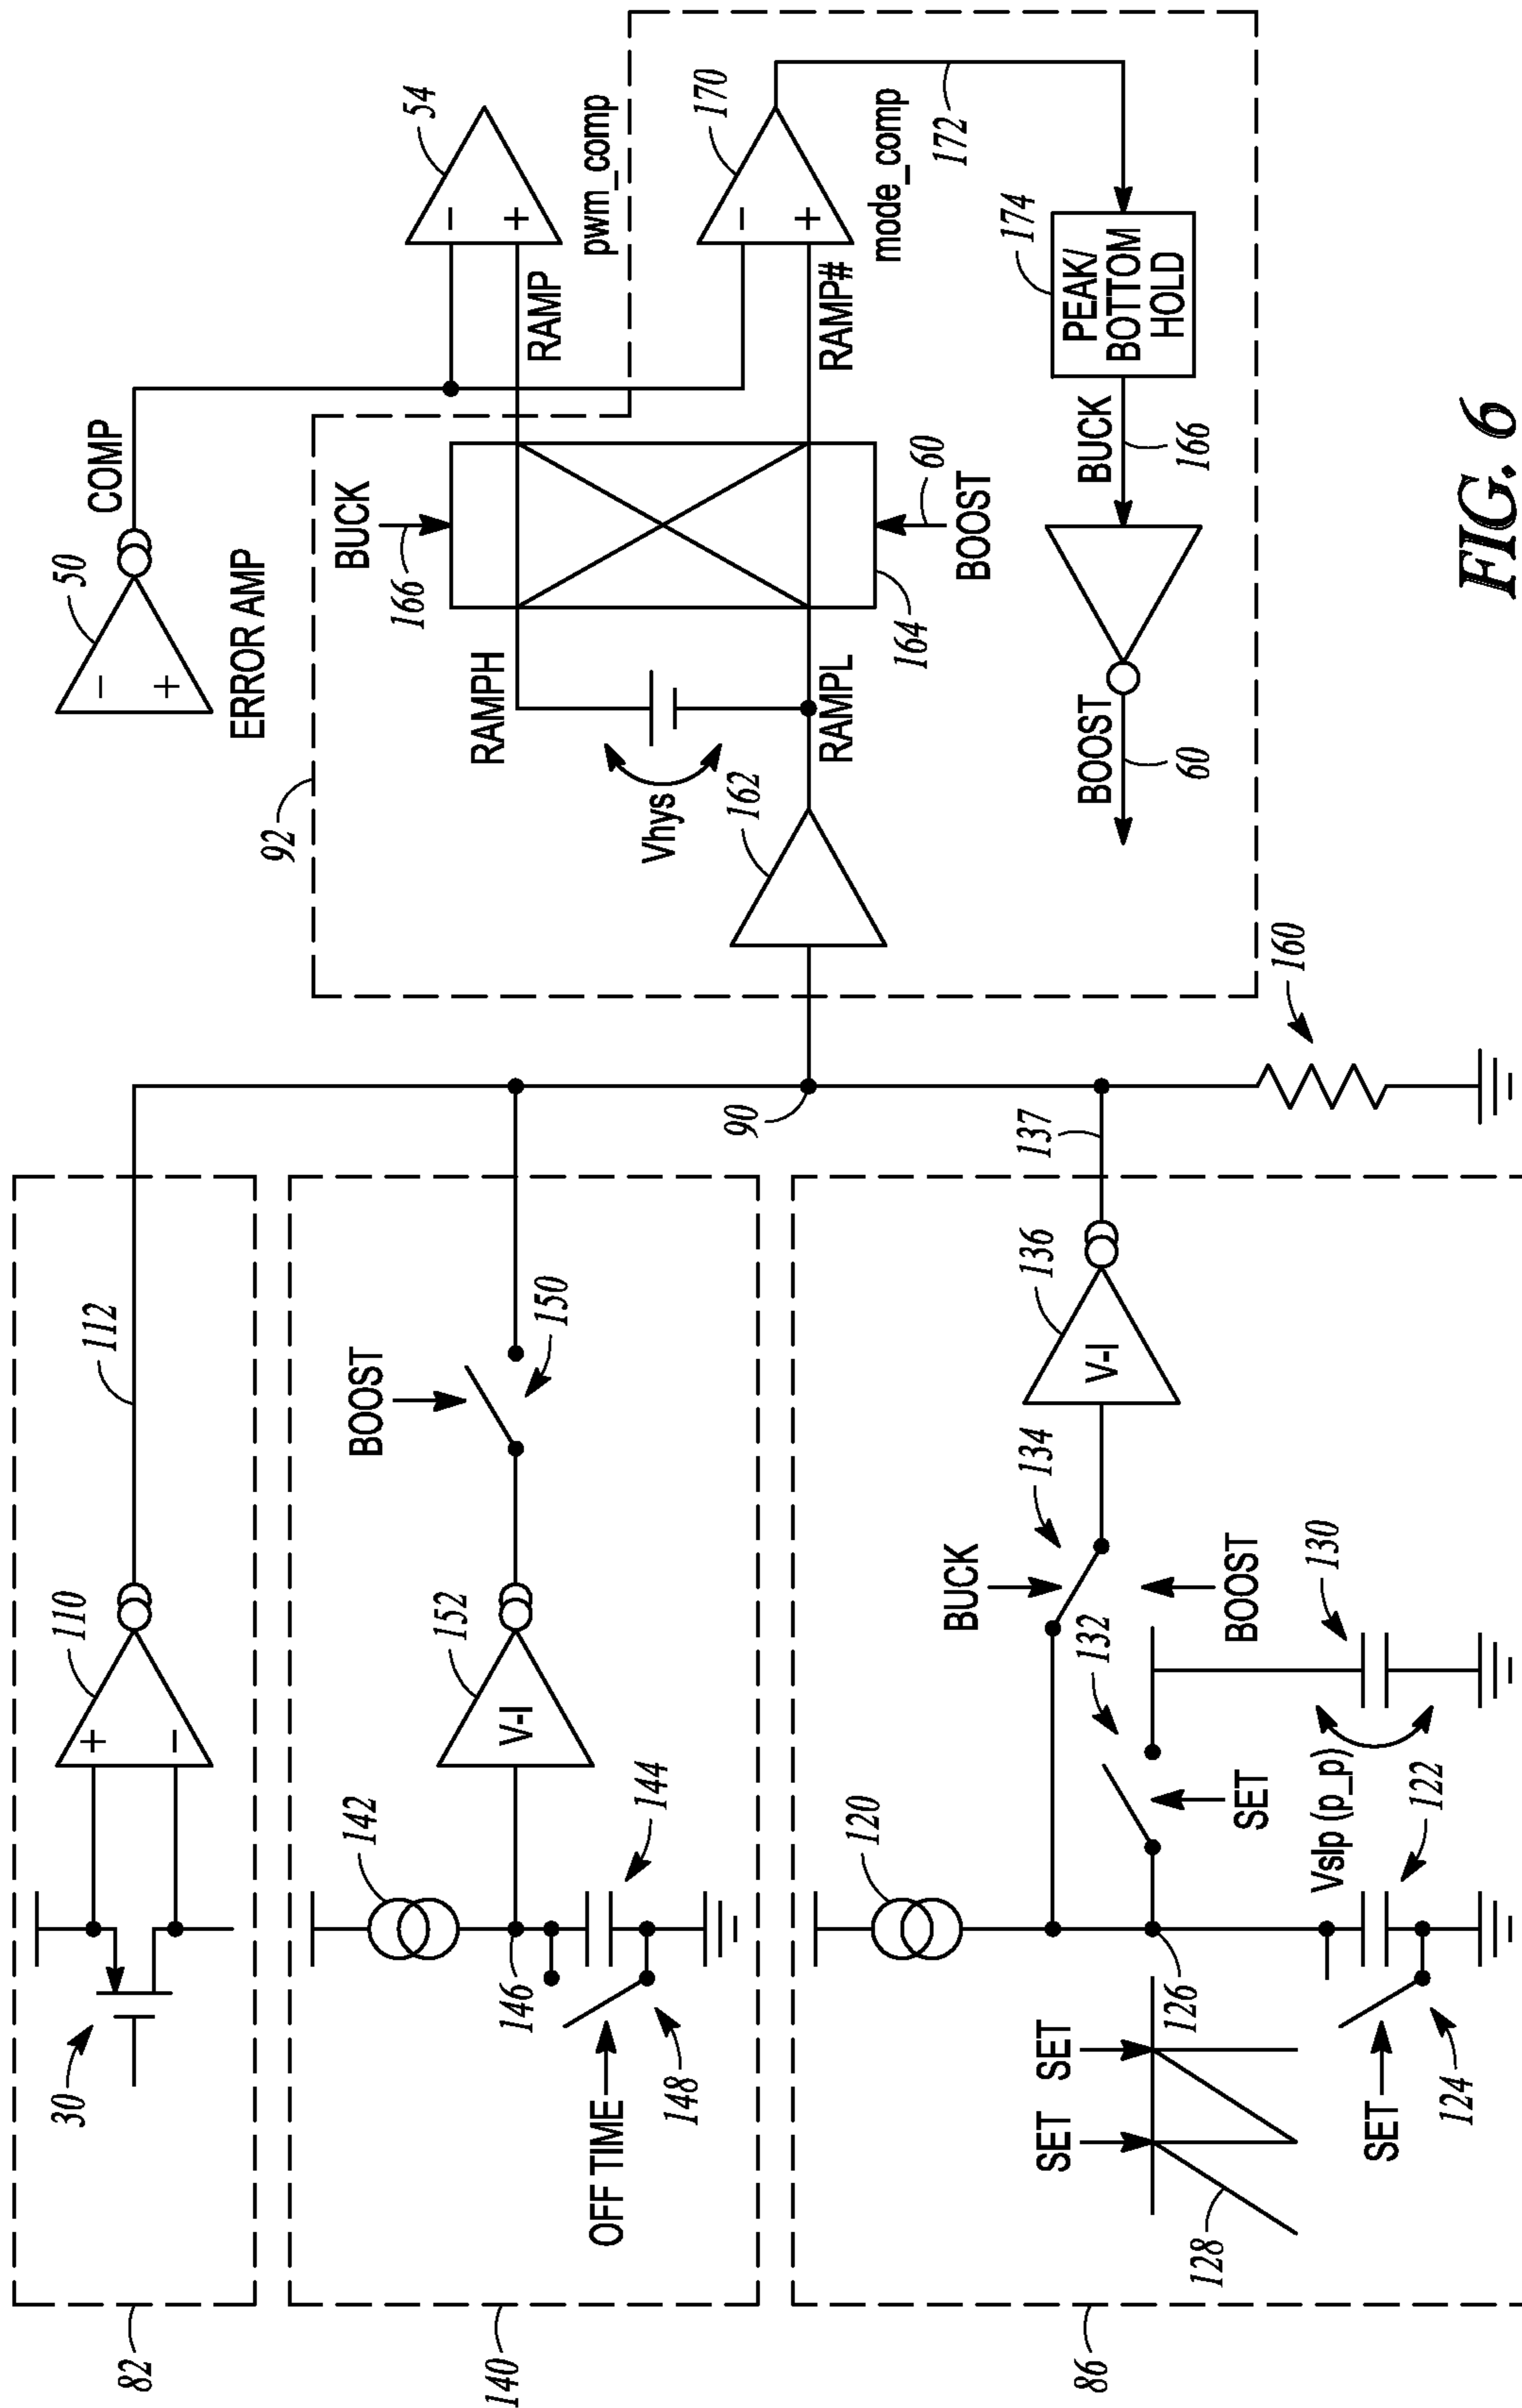 82
30
+
−
110
112
50
−
+
ERROR AMP
COMP
54
−
+
pwm_comp
140
142
144
146
148
OFF TIME
152
V-I
BOOST
150
92
BUCK
166
RAMPH
Vhys
RAMPL
162
164
60
BOOST
RAMP
RAMP#
170
−
+
mode_comp
172
174
PEAK/
BOTTOM
HOLD
BUCK
166
BOOST
60
90
160
86
128
SET
SET
126
120
SET
124
122
Vslp (p_p)
130
132
SET
BUCK
134
BOOST
136
V-I
137
FIG. 6